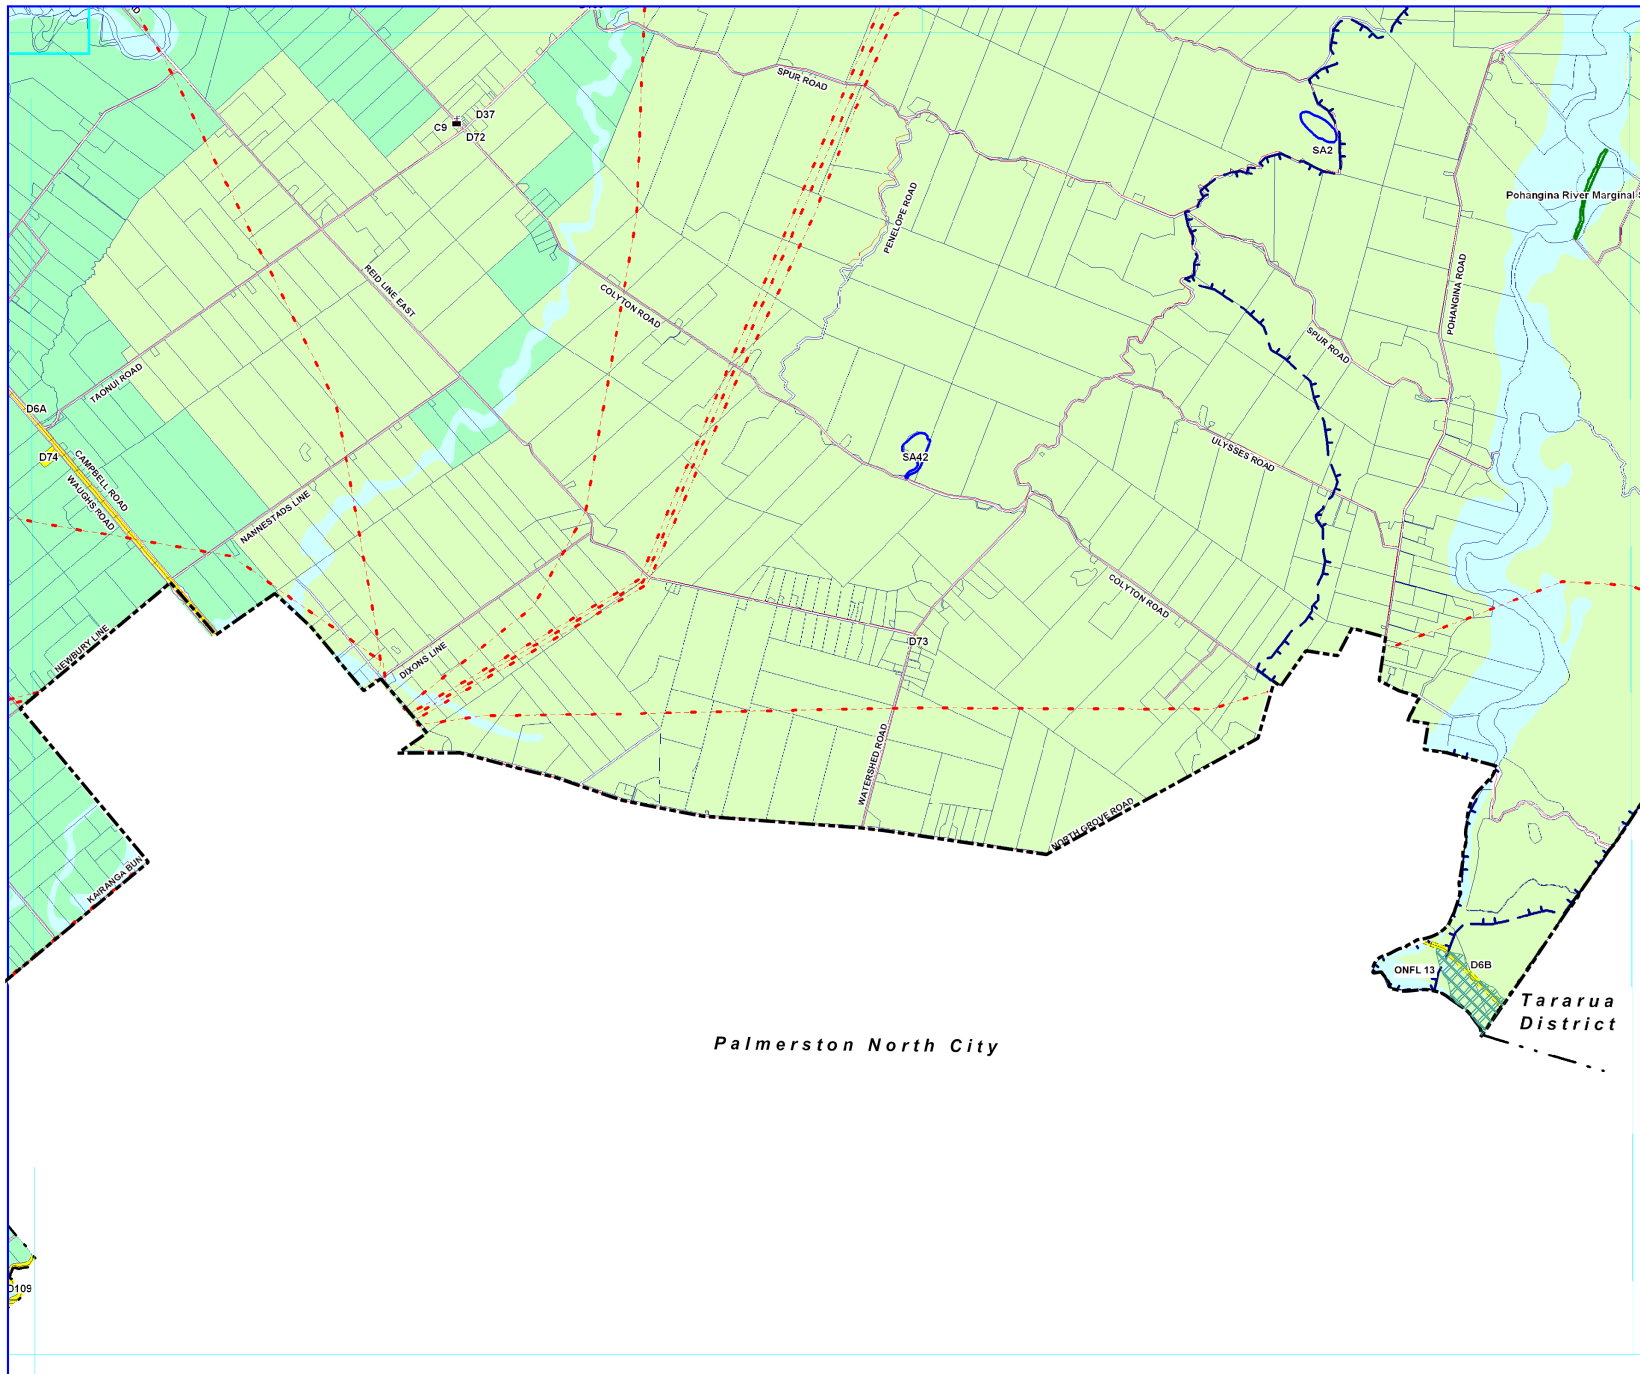 SPUR ROAD
D37
C9
D72
SA2
PENELOPE ROAD
Pohangina River Marginal S
POHANGINA ROAD
REID LINE EAST
COLYTON ROAD
SPUR ROAD
TAONUI ROAD
D6A
D74
CAMPBELL ROAD
WAUGHS ROAD
SA42
ULYSSES ROAD
NANNESTADS LINE
COLYTON ROAD
NEWBURY LINE
DIXONS LINE
D73
WATERSHED ROAD
NORTH GROVE ROAD
KAIRANGA BUN
ONFL 13
D6B
Tararua
District
Palmerston North City
D109